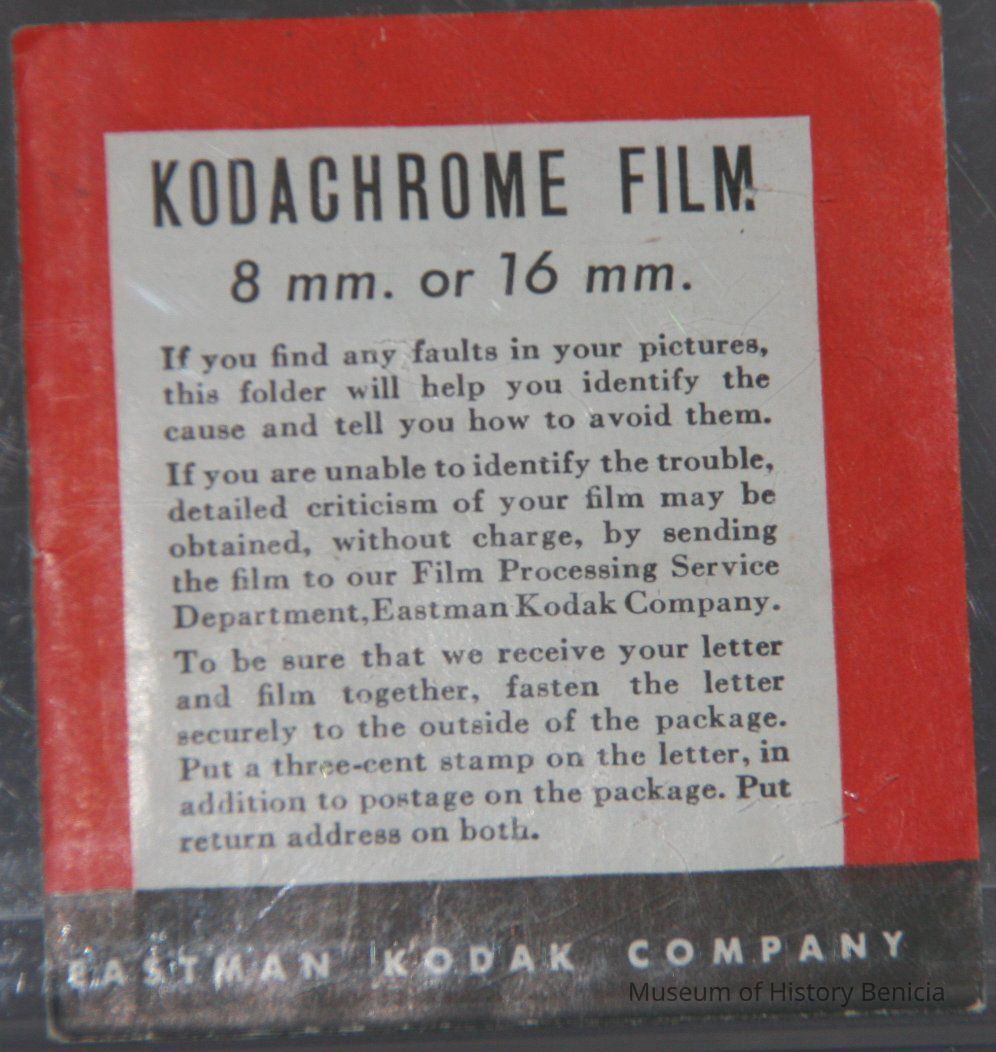 KODACHROME FILM
8 mm. or 16 mm.
If you find any faults in your pictures,
this folder will help you identify the
cause and tell you how to avoid them.
If you are unable to identify the trouble,
detailed criticism of your film may be
obtained, without charge, by sending
the film to our Film Processing Service
Department, Eastman Kodak Company.
To be sure that we receive your letter
and film together, fasten the letter
securely to the outside of the package.
Put a three-cent stamp on the letter, in
addition to postage on the package. Put
return address on both.
EASTMAN KODAK COMPANY
Museum of History Benicia